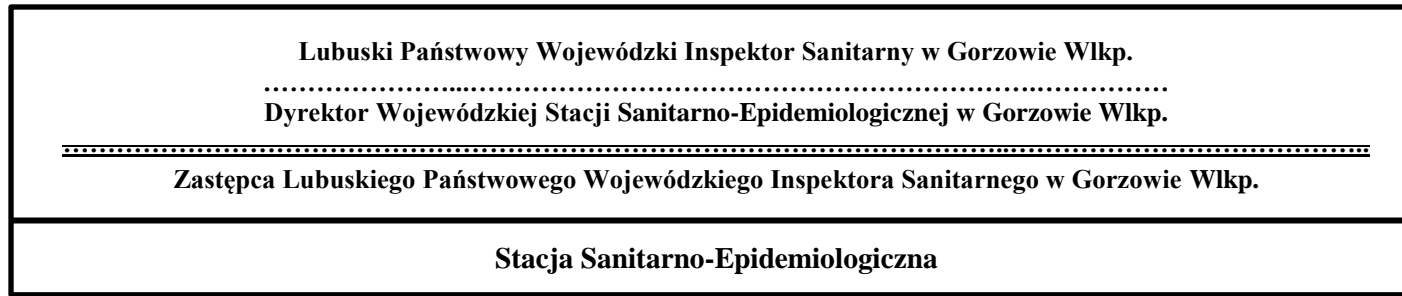 Lubuski Państwowy Wojewódzki Inspektor Sanitarny w Gorzowie Wlkp.
Dyrektor Wojewódzkiej Stacji Sanitarno-Epidemiologicznej w Gorzowie Wlkp.
Zastępca Lubuskiego Państwowego Wojewódzkiego Inspektora Sanitarnego w Gorzowie Wlkp.
Stacja Sanitarno-Epidemiologiczna